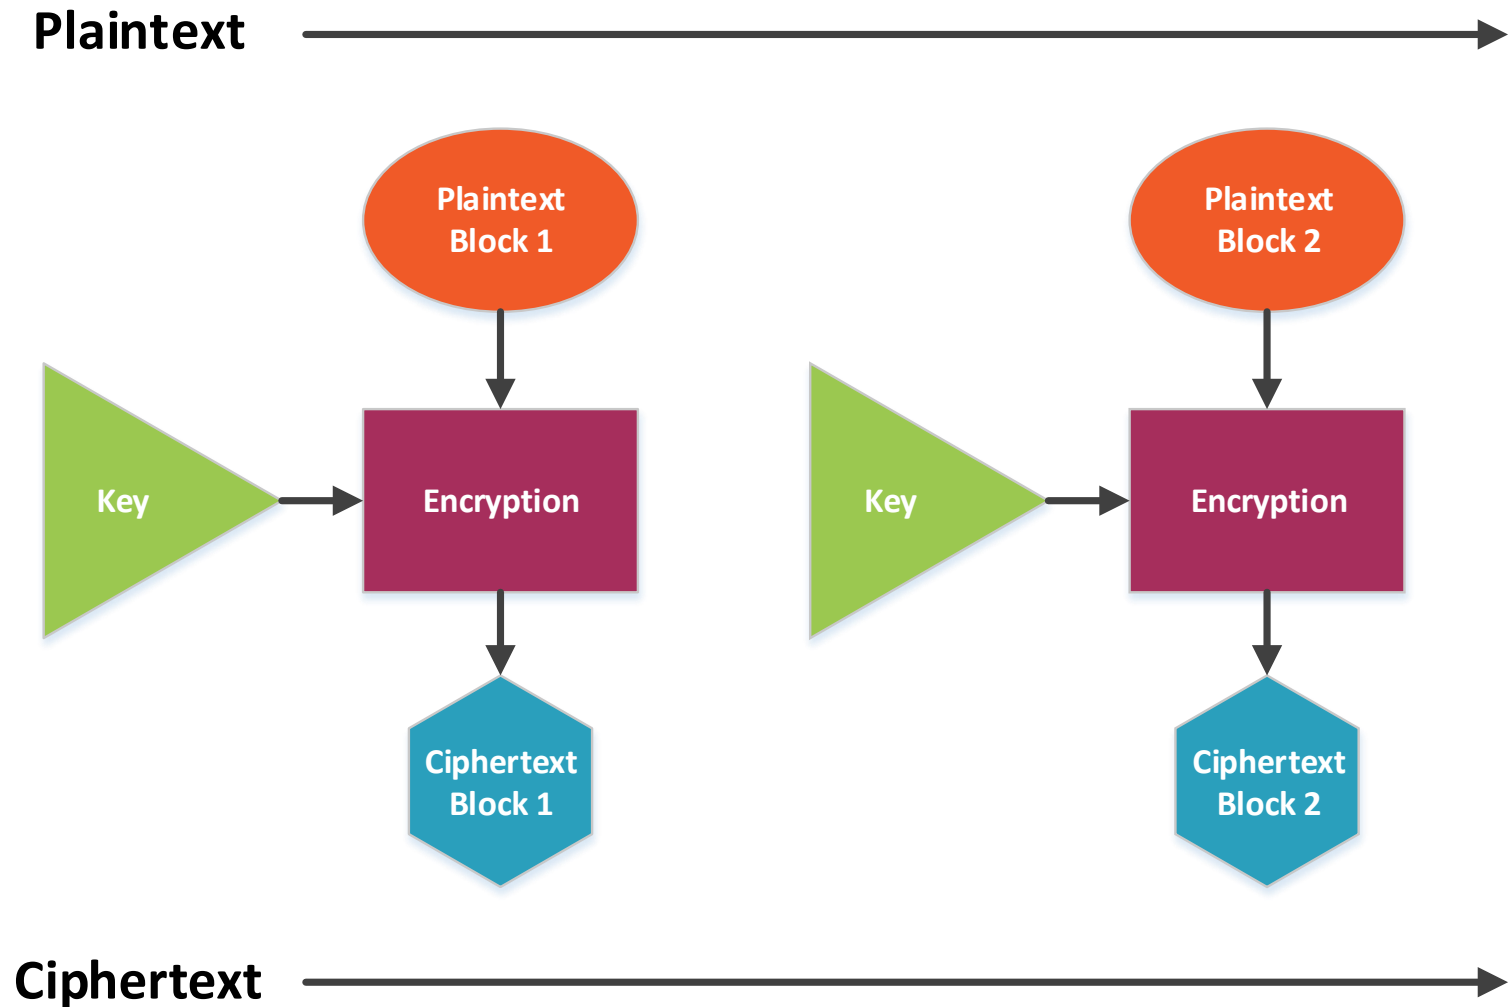 Plaintext
Plaintext
Block 1
Plaintext
Block 2
Key
Encryption
Key
Encryption
Ciphertext
Block 1
Ciphertext
Block 2
Ciphertext